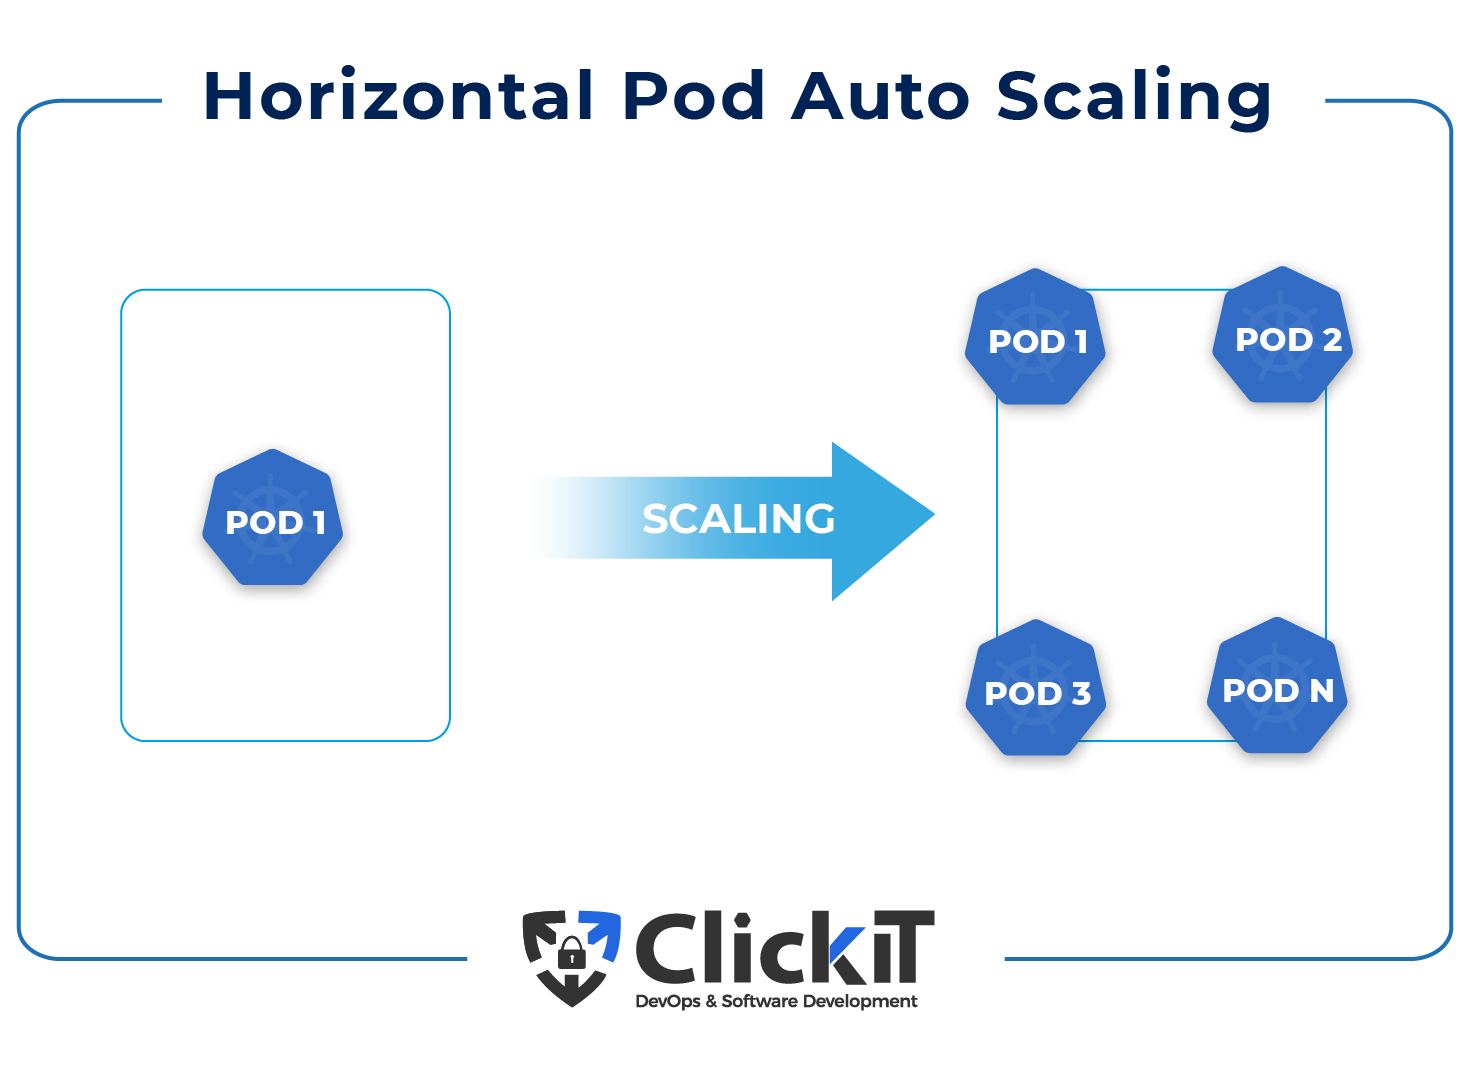 Horizontal Pod Auto Scaling
POD 1
SCALING
POD 1
POD 2
POD 3
POD N
ClickiT
DevOps & Software Development